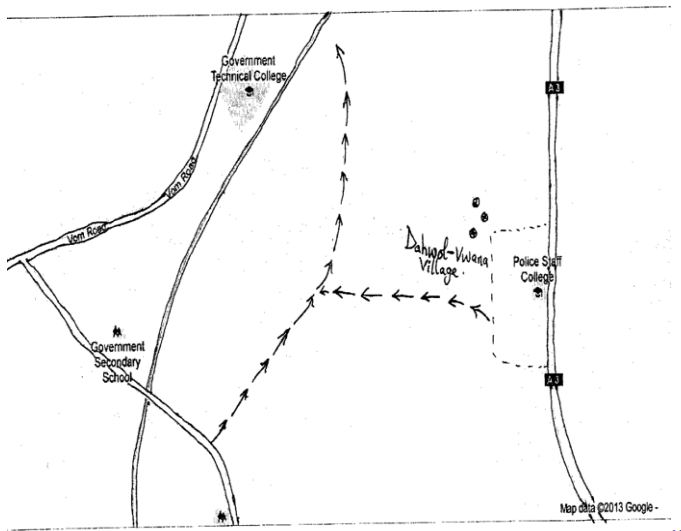 Government
Technical College
A3
Vom Road
Vom Road
Dahwol-Vwana
Village.
Police Staff
College
Government
Secondary
School
A3
Map data ©2013 Google -